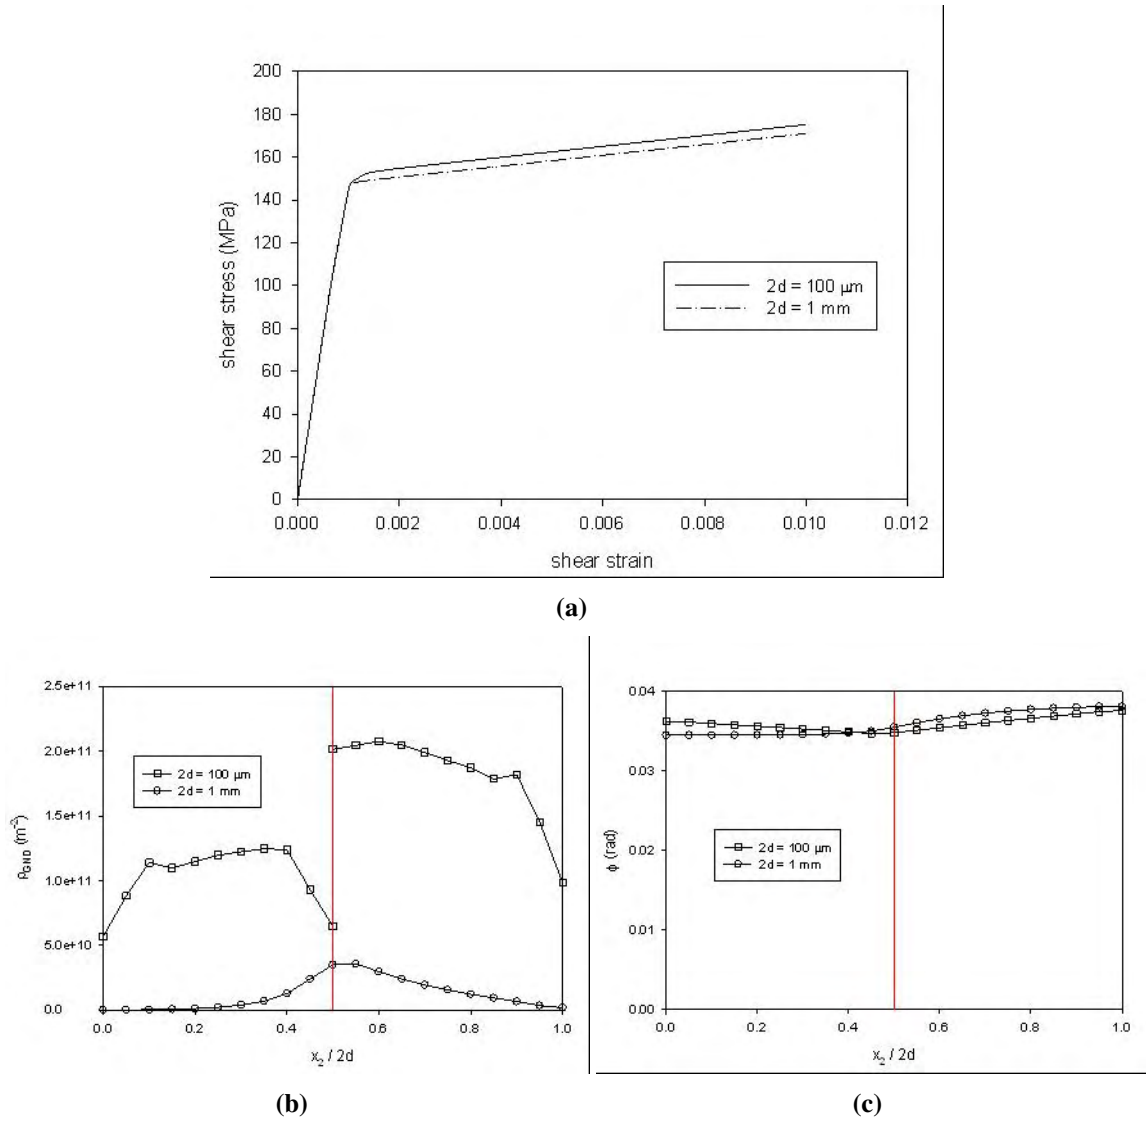 200
180
160
140
120
100
80
60
40
20
0
shear stress (MPa)
2d = 100 μm
2d = 1 mm
0.000 0.002 0.004 0.006 0.008 0.010 0.012
shear strain
(a)
2.5e+11
2.0e+11
1.5e+11
1.0e+11
5.0e+10
0.0
ρGND (m-2)
2d = 100 μm
2d = 1 mm
0.0 0.2 0.4 0.6 0.8 1.0
x2 / 2d
(b)
0.04
0.03
0.02
0.01
0.00
ϕ (rad)
2d = 100 μm
2d = 1 mm
0.0 0.2 0.4 0.6 0.8 1.0
x2 / 2d
(c)